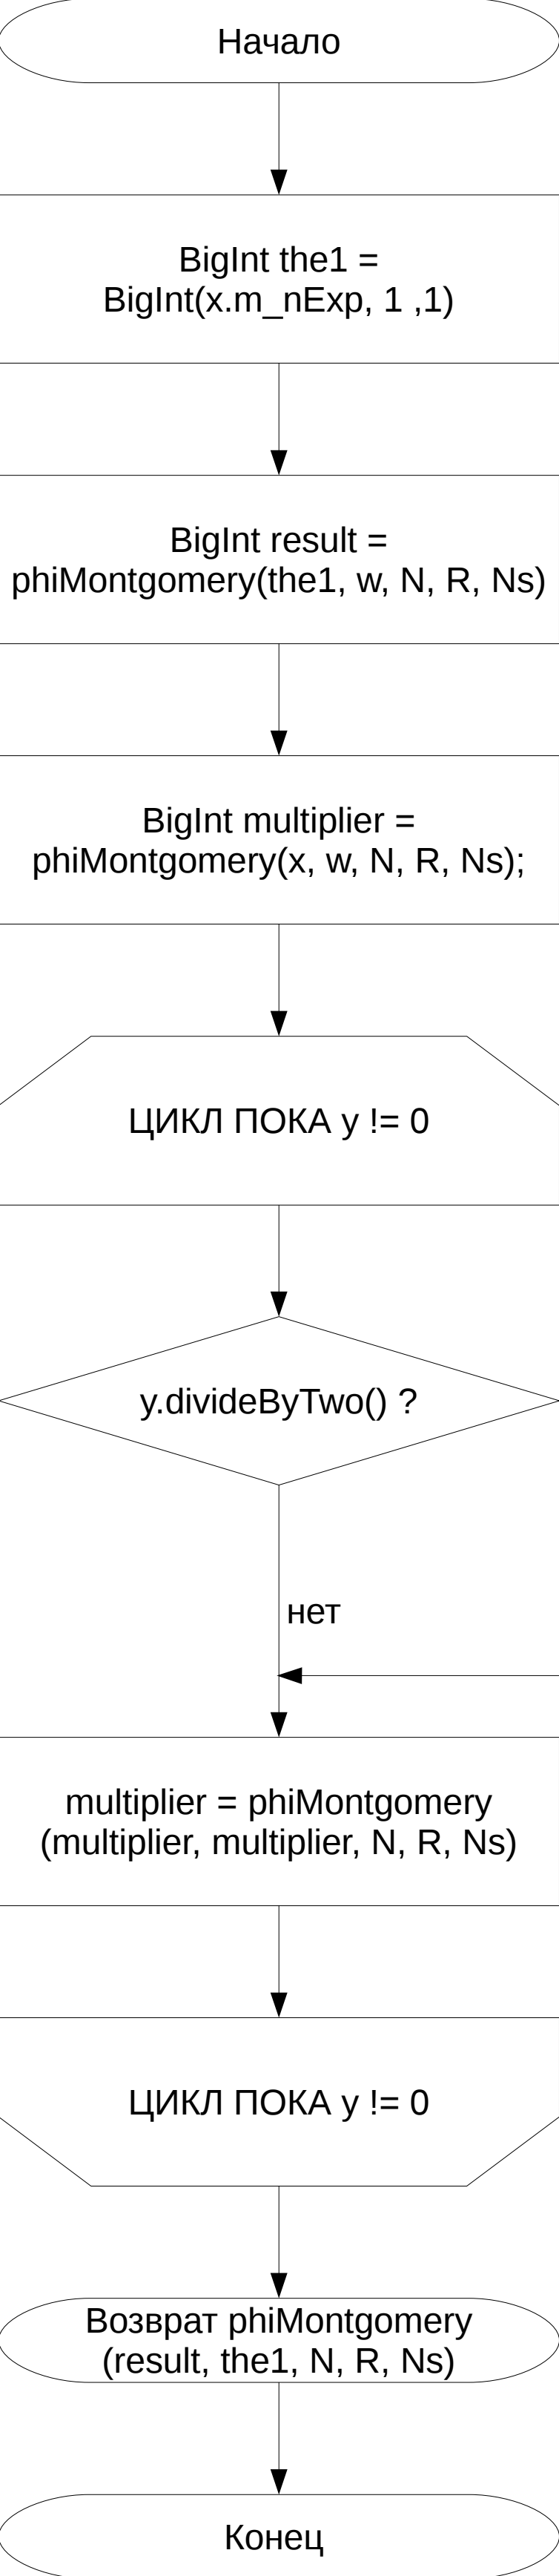 Начало
BigInt the1 =
BigInt(x.m_nExp, 1 ,1)
BigInt result =
phiMontgomery(the1, w, N, R, Ns)
BigInt multiplier =
phiMontgomery(x, w, N, R, Ns);
ЦИКЛ ПОКА y != 0
y.divideByTwo() ?
нет
multiplier = phiMontgomery
(multiplier, multiplier, N, R, Ns)
ЦИКЛ ПОКА y != 0
Возврат phiMontgomery
(result, the1, N, R, Ns)
Конец